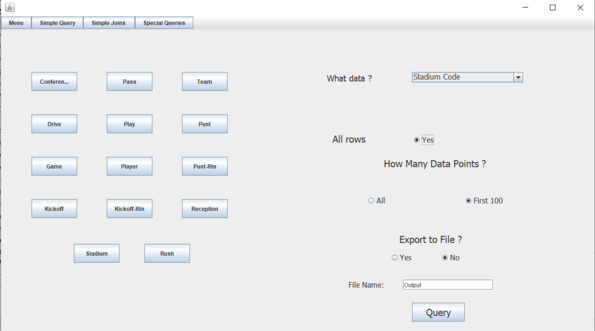 Menu Simple Query Simple Joins Special Queries
Conferen... Pass Team
What data ? Stadium Code
Drive Play Punt
All rows Yes
Game Player Punt-Rtn
How Many Data Points ?
Kickoff Kickoff-Rtn Reception
All First 100
Export to File ?
Stadium Rush
Yes No
File Name: Output
Query